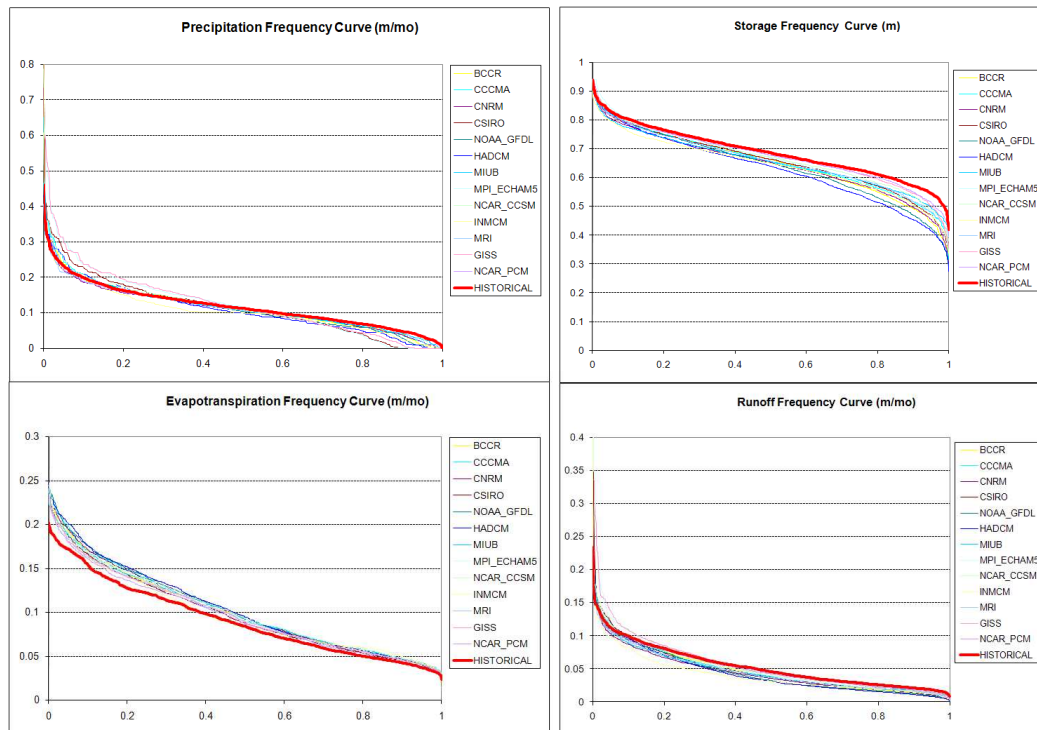 Precipitation Frequency Curve (m/mo)
0.8
0.7
0.6
0.5
0.4
0.3
0.2
0.1
0
0
0.2
0.4
0.6
0.8
1
BCCR
CCCMA
CNRM
CSIRO
NOAA_GFDL
HADCM
MIUB
MPI_ECHAM5
NCAR_CCSM
INMCM
MRI
GISS
NCAR_PCM
HISTORICAL
Storage Frequency Curve (m)
1
0.9
0.8
0.7
0.6
0.5
0.4
0.3
0.2
0.1
0
0
0.2
0.4
0.6
0.8
1
BCCR
CCCMA
CNRM
CSIRO
NOAA_GFDL
HADCM
MIUB
MPI_ECHAM5
NCAR_CCSM
INMCM
MRI
GISS
NCAR_PCM
HISTORICAL
Evapotranspiration Frequency Curve (m/mo)
0.3
0.25
0.2
0.15
0.1
0.05
0
0
0.2
0.4
0.6
0.8
1
BCCR
CCCMA
CNRM
CSIRO
NOAA_GFDL
HADCM
MIUB
MPI_ECHAM5
NCAR_CCSM
INMCM
MRI
GISS
NCAR_PCM
HISTORICAL
Runoff Frequency Curve (m/mo)
0.4
0.35
0.3
0.25
0.2
0.15
0.1
0.05
0
0
0.2
0.4
0.6
0.8
1
BCCR
CCCMA
CNRM
CSIRO
NOAA_GFDL
HADCM
MIUB
MPI_ECHAM5
NCAR_CCSM
INMCM
MRI
GISS
NCAR_PCM
HISTORICAL